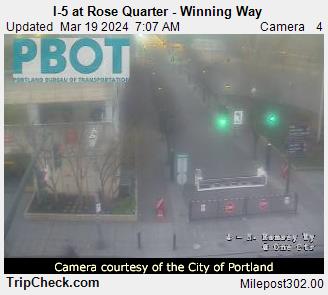 I-5 at Rose Quarter - Winning Way
Updated Mar 19 2024 7:07 AM Camera 4
PBOT
PORTLAND BUREAU OF TRANSPORTATION
Camera courtesy of the City of Portland
TripCheck.com Milepost302.00